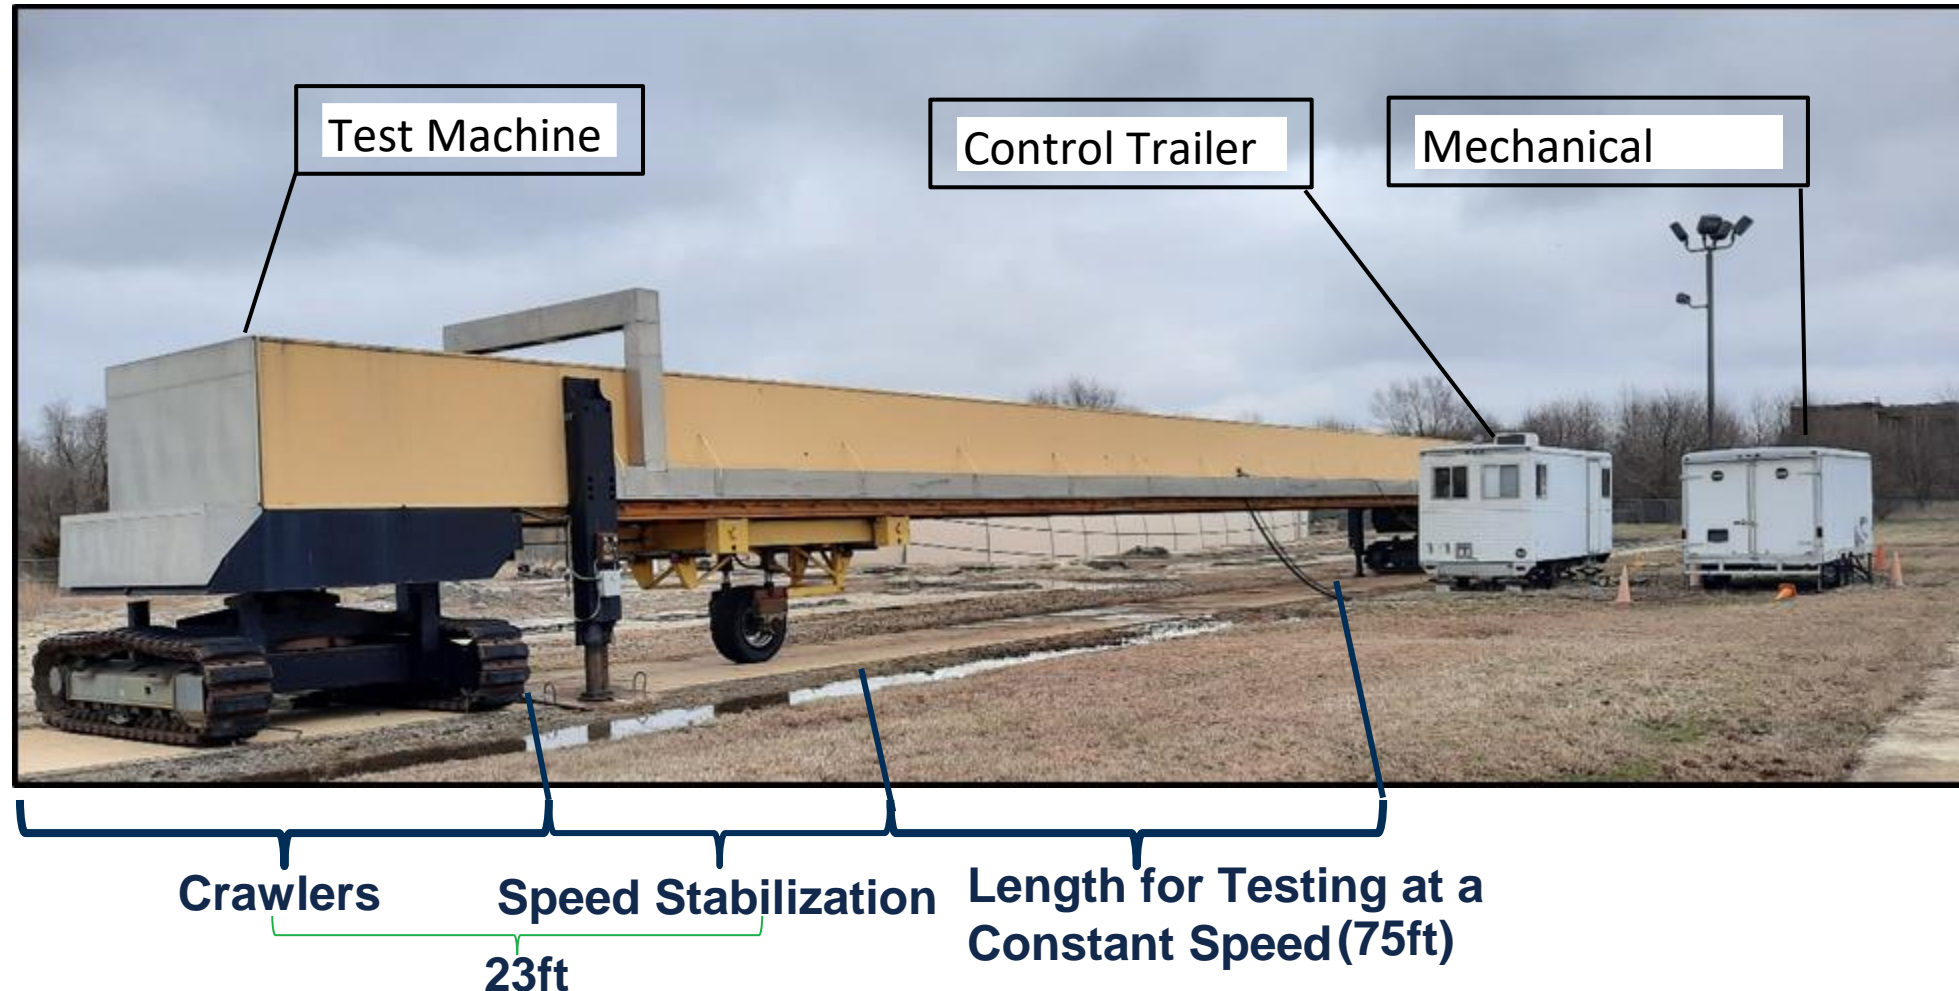 Test Machine
Control Trailer
Mechanical
Crawlers
Speed Stabilization
Length for Testing at a
Constant Speed (75ft)
23ft